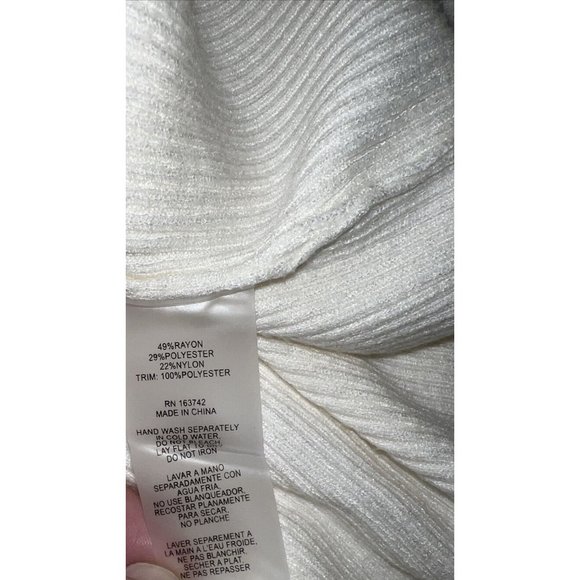 49%RAYON
29%POLYESTER
22%NYLON
TRIM: 100%POLYESTER
RN 163742
MADE IN CHINA
HAND WASH SEPARATELY
IN COLD WATER.
DO NOT BLEACH.
LAY FLAT TO DRY.
DO NOT IRON
LAVAR A MANO
SEPARADAMENTE CON
AGUA FRIA.
NO USE BLANQUEADOR.
RECOSTAR PLANAMENTE
PARA SECAR.
NO PLANCHE
LAVER SEPAREMENT A
LA MAIN A L'EAU FROIDE,
NE PAS BLANCHIR.
SECHER A PLAT
NE PAS REPASSER